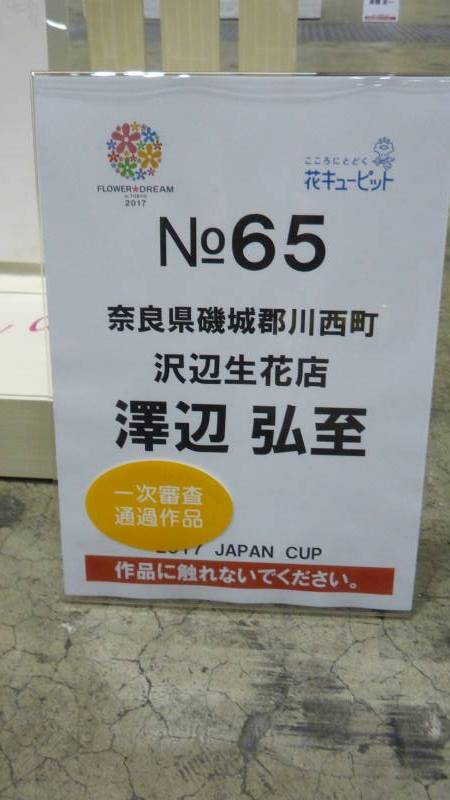 FLOWER★DREAM
in TOKYO
2017
こころにとどく
花キューピット
№65
奈良県磯城郡川西町
沢辺生花店
澤辺 弘至
一次審査
通過作品
2017 JAPAN CUP
作品に触れないでください。